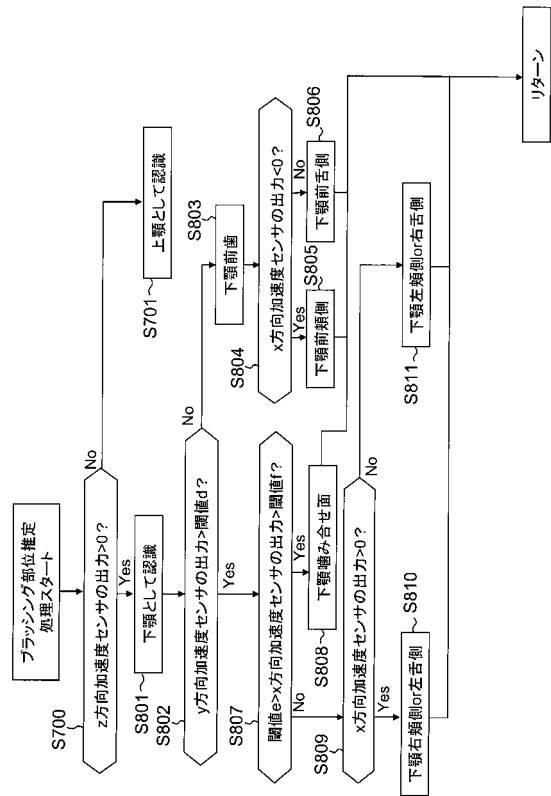 ブラッシング部位推定
処理スタート
S700
z方向加速度センサの出力>0?
No
Yes
S701
上顎として認識
S801
下顎として認識
S802
y方向加速度センサの出力>閾値d?
No
Yes
S803
下顎前歯
S804
x方向加速度センサの出力<0?
Yes
No
S805
下顎前頬側
S806
下顎前舌側
S807
閾値e>x方向加速度センサの出力>閾値f?
No
Yes
S808
下顎噛み合せ面
S809
x方向加速度センサの出力>0?
No
Yes
S810
下顎右頬側or左舌側
S811
下顎左頬側or右舌側
リターン